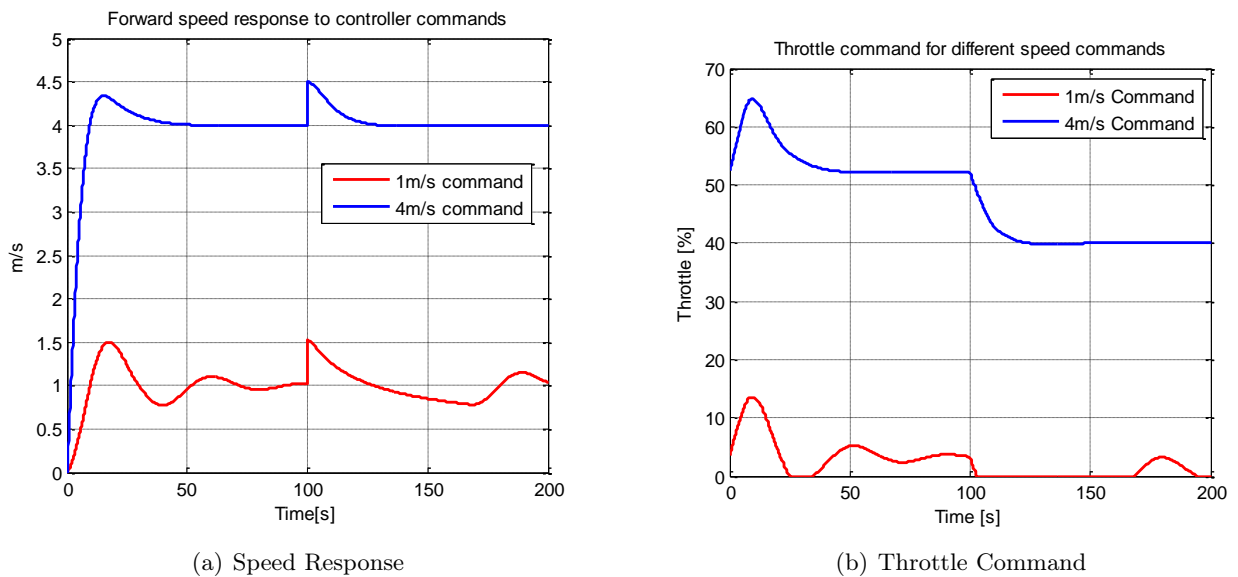 Forward speed response to controller commands
5
4.5
4
3.5
3
2.5
2
1.5
1
0.5
0
m/s
1m/s command
4m/s command
0
50
100
150
200
Time[s]
(a) Speed Response
Throttle command for different speed commands
70
60
50
40
30
20
10
0
Throttle [%]
1m/s Command
4m/s Command
0
50
100
150
200
Time [s]
(b) Throttle Command